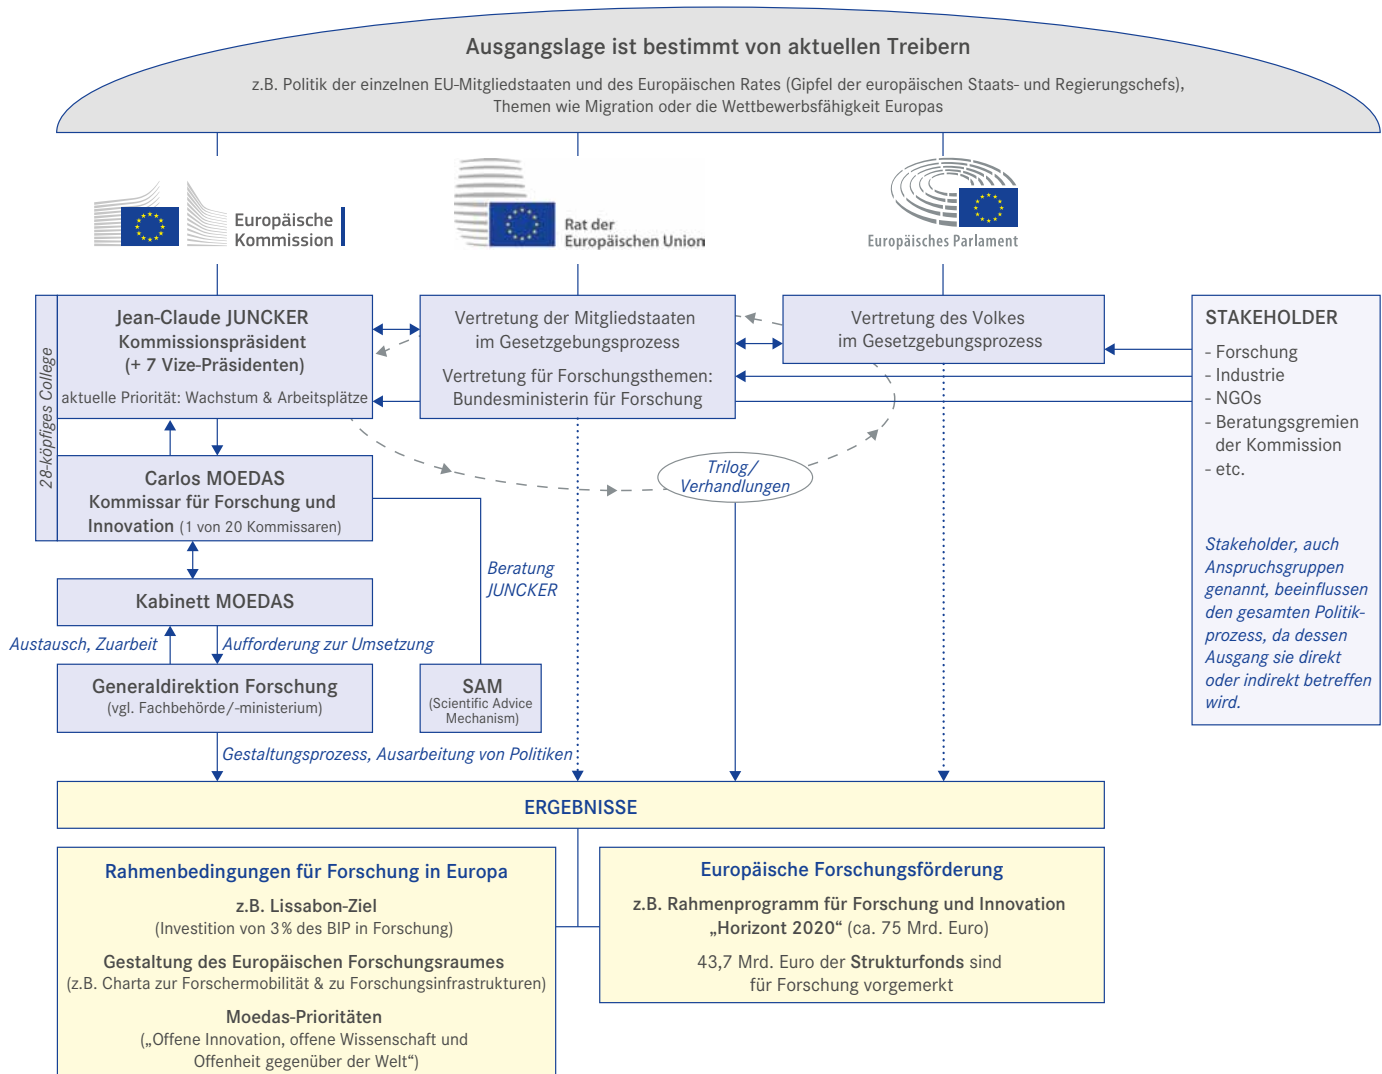 Ausgangslage ist bestimmt von aktuellen Treibern
z.B. Politik der einzelnen EU-Mitgliedstaaten und des Europäischen Rates (Gipfel der europäischen Staats- und Regierungschefs),
Themen wie Migration oder die Wettbewerbsfähigkeit Europas
Europäische
Kommission
Rat der
Europäischen Union
Europäisches Parlament
28-köpfiges College
Jean-Claude JUNCKER
Kommissionspräsident
(+ 7 Vize-Präsidenten)
aktuelle Priorität: Wachstum & Arbeitsplätze
Vertretung der Mitgliedstaaten
im Gesetzgebungsprozess
Vertretung für Forschungsthemen:
Bundesministerin für Forschung
Vertretung des Volkes
im Gesetzgebungsprozess
STAKEHOLDER
- Forschung
- Industrie
- NGOs
- Beratungsgremien
der Kommission
- etc.
Stakeholder, auch
Anspruchsgruppen
genannt, beeinflussen
den gesamten Politik-
prozess, da dessen
Ausgang sie direkt
oder indirekt betreffen
wird.
Carlos MOEDAS
Kommissar für Forschung und
Innovation (1 von 20 Kommissaren)
Trilog/
Verhandlungen
Beratung
JUNCKER
Kabinett MOEDAS
Austausch, Zuarbeit
Aufforderung zur Umsetzung
Generaldirektion Forschung
(vgl. Fachbehörde/-ministerium)
SAM
(Scientific Advice
Mechanism)
Gestaltungsprozess, Ausarbeitung von Politiken
ERGEBNISSE
Rahmenbedingungen für Forschung in Europa
z.B. Lissabon-Ziel
(Investition von 3 % des BIP in Forschung)
Gestaltung des Europäischen Forschungsraumes
(z.B. Charta zur Forschermobilität & zu Forschungsinfrastrukturen)
Moedas-Prioritäten
(„Offene Innovation, offene Wissenschaft und
Offenheit gegenüber der Welt“)
Europäische Forschungsförderung
z.B. Rahmenprogramm für Forschung und Innovation
„Horizont 2020“ (ca. 75 Mrd. Euro)
43,7 Mrd. Euro der Strukturfonds sind
für Forschung vorgemerkt